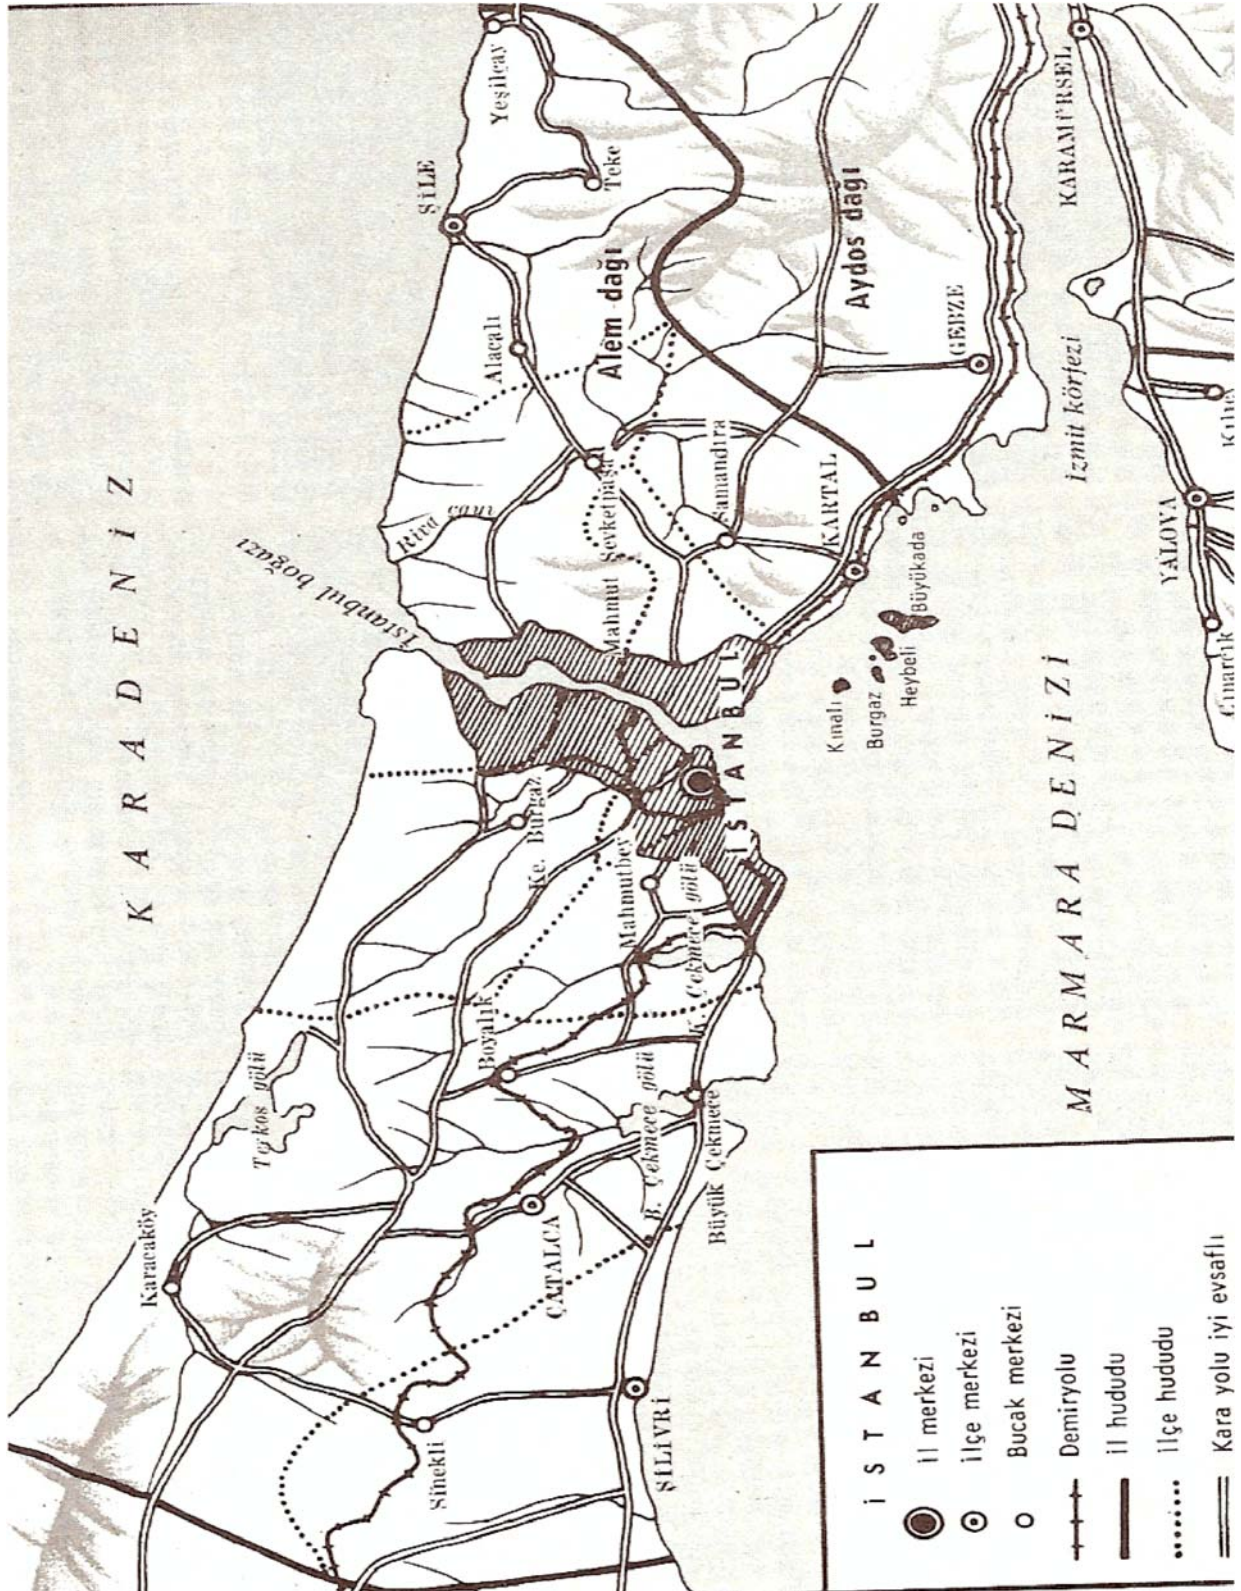 KARADENİZ
İstanbul boğazı
Karacaköy
Terkos gölü
Sinekli
ÇATALCA
ŞİLİVRİ
Boyalık
B. Çekmece gölü
Büyük Çekmece
K. Çekmece gölü
Mahmutbey
Ke. Burgaz
İSTANBUL
Riva çayı
Mahmut Şevketpaşa
Alacalı
ŞİLE
Yeşilçay
Teke
Alem dağı
Samandıra
KARTAL
Aydos dağı
GEBZE
Kınalı
Burgaz
Heybeli
Büyükada
MARMARA DENİZİ
İzmit körfezi
KARAMÜRSEL
YALOVA
Çınarcık
İSTANBUL
İl merkezi
İlçe merkezi
Bucak merkezi
Demiryolu
İl hududu
İlçe hududu
Kara yolu iyi evsaflı